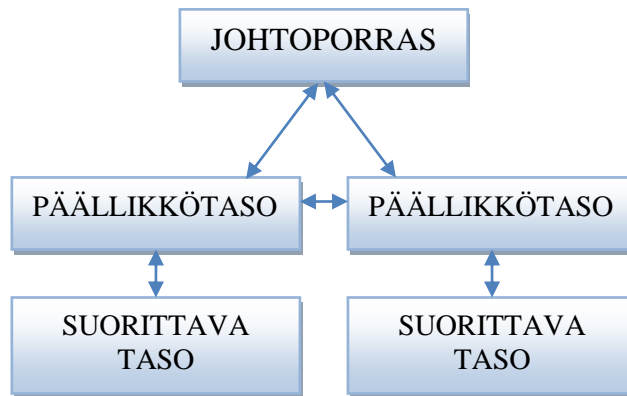 JOHTOPORRAS
PÄÄLLIKKÖTASO
PÄÄLLIKKÖTASO
SUORITTAVA
TASO
SUORITTAVA
TASO